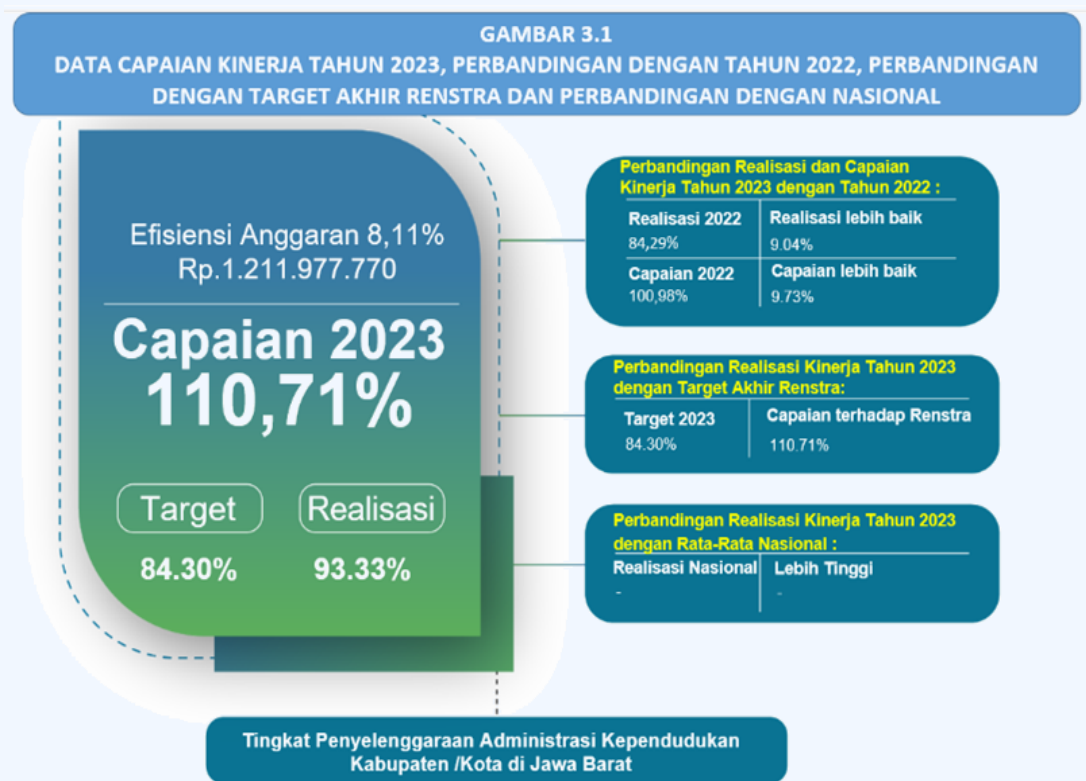 GAMBAR 3.1
DATA CAPAIAN KINERJA TAHUN 2023, PERBANDINGAN DENGAN TAHUN 2022, PERBANDINGAN
DENGAN TARGET AKHIR RENSTRA DAN PERBANDINGAN DENGAN NASIONAL
Efisiensi Anggaran 8,11%
Rp.1.211.977.770
Capaian 2023
110,71%
Target
Realisasi
84.30%
93.33%
Perbandingan Realisasi dan Capaian
Kinerja Tahun 2023 dengan Tahun 2022 :
Realisasi 2022
Realisasi lebih baik
84,29%
9.04%
Capaian 2022
Capaian lebih baik
100,98%
9.73%
Perbandingan Realisasi Kinerja Tahun 2023
dengan Target Akhir Renstra:
Target 2023
Capaian terhadap Renstra
84.30%
110.71%
Perbandingan Realisasi Kinerja Tahun 2023
dengan Rata-Rata Nasional :
Realisasi Nasional
Lebih Tinggi
-
-
Tingkat Penyelenggaraan Administrasi Kependudukan
Kabupaten /Kota di Jawa Barat